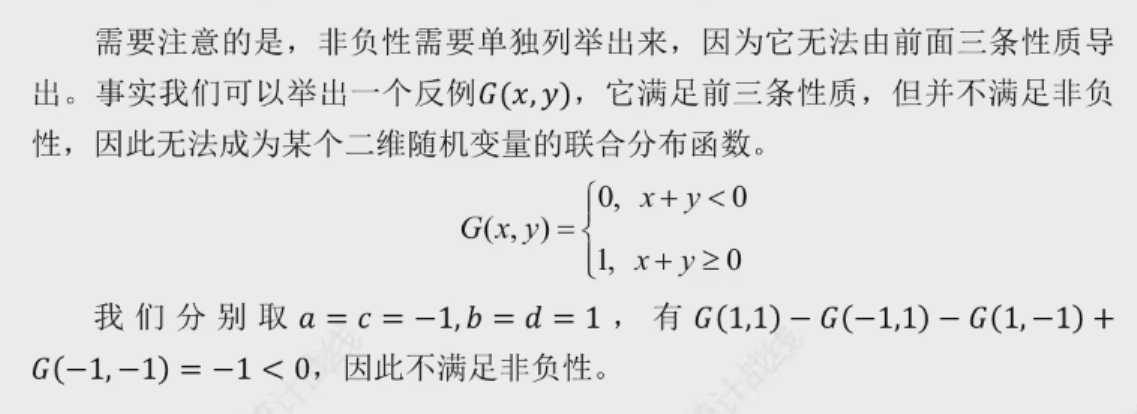 需要注意的是，非负性需要单独列举出来，因为它无法由前面三条性质导
出。事实我们可以举出一个反例G(x,y)，它满足前三条性质，但并不满足非负
性，因此无法成为某个二维随机变量的联合分布函数。
G(x,y)={0, x+y<0
1, x+y≥0
我们分别取a=c=−1,b=d=1，有G(1,1)−G(−1,1)−G(1,−1)+
G(−1,−1)=−1<0，因此不满足非负性。